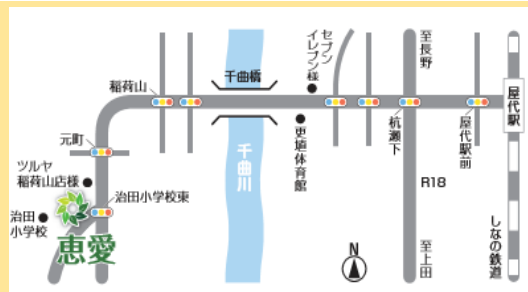 稲荷山
千曲橋
セブン
イレブン様
至長野
屋代駅
元町
千曲川
更埴体育館
杭瀬下
屋代駅前
ツルヤ
稲荷山店様
治田小学校東
R18
治田
小学校
恵愛
N
至上田
しなの鉄道